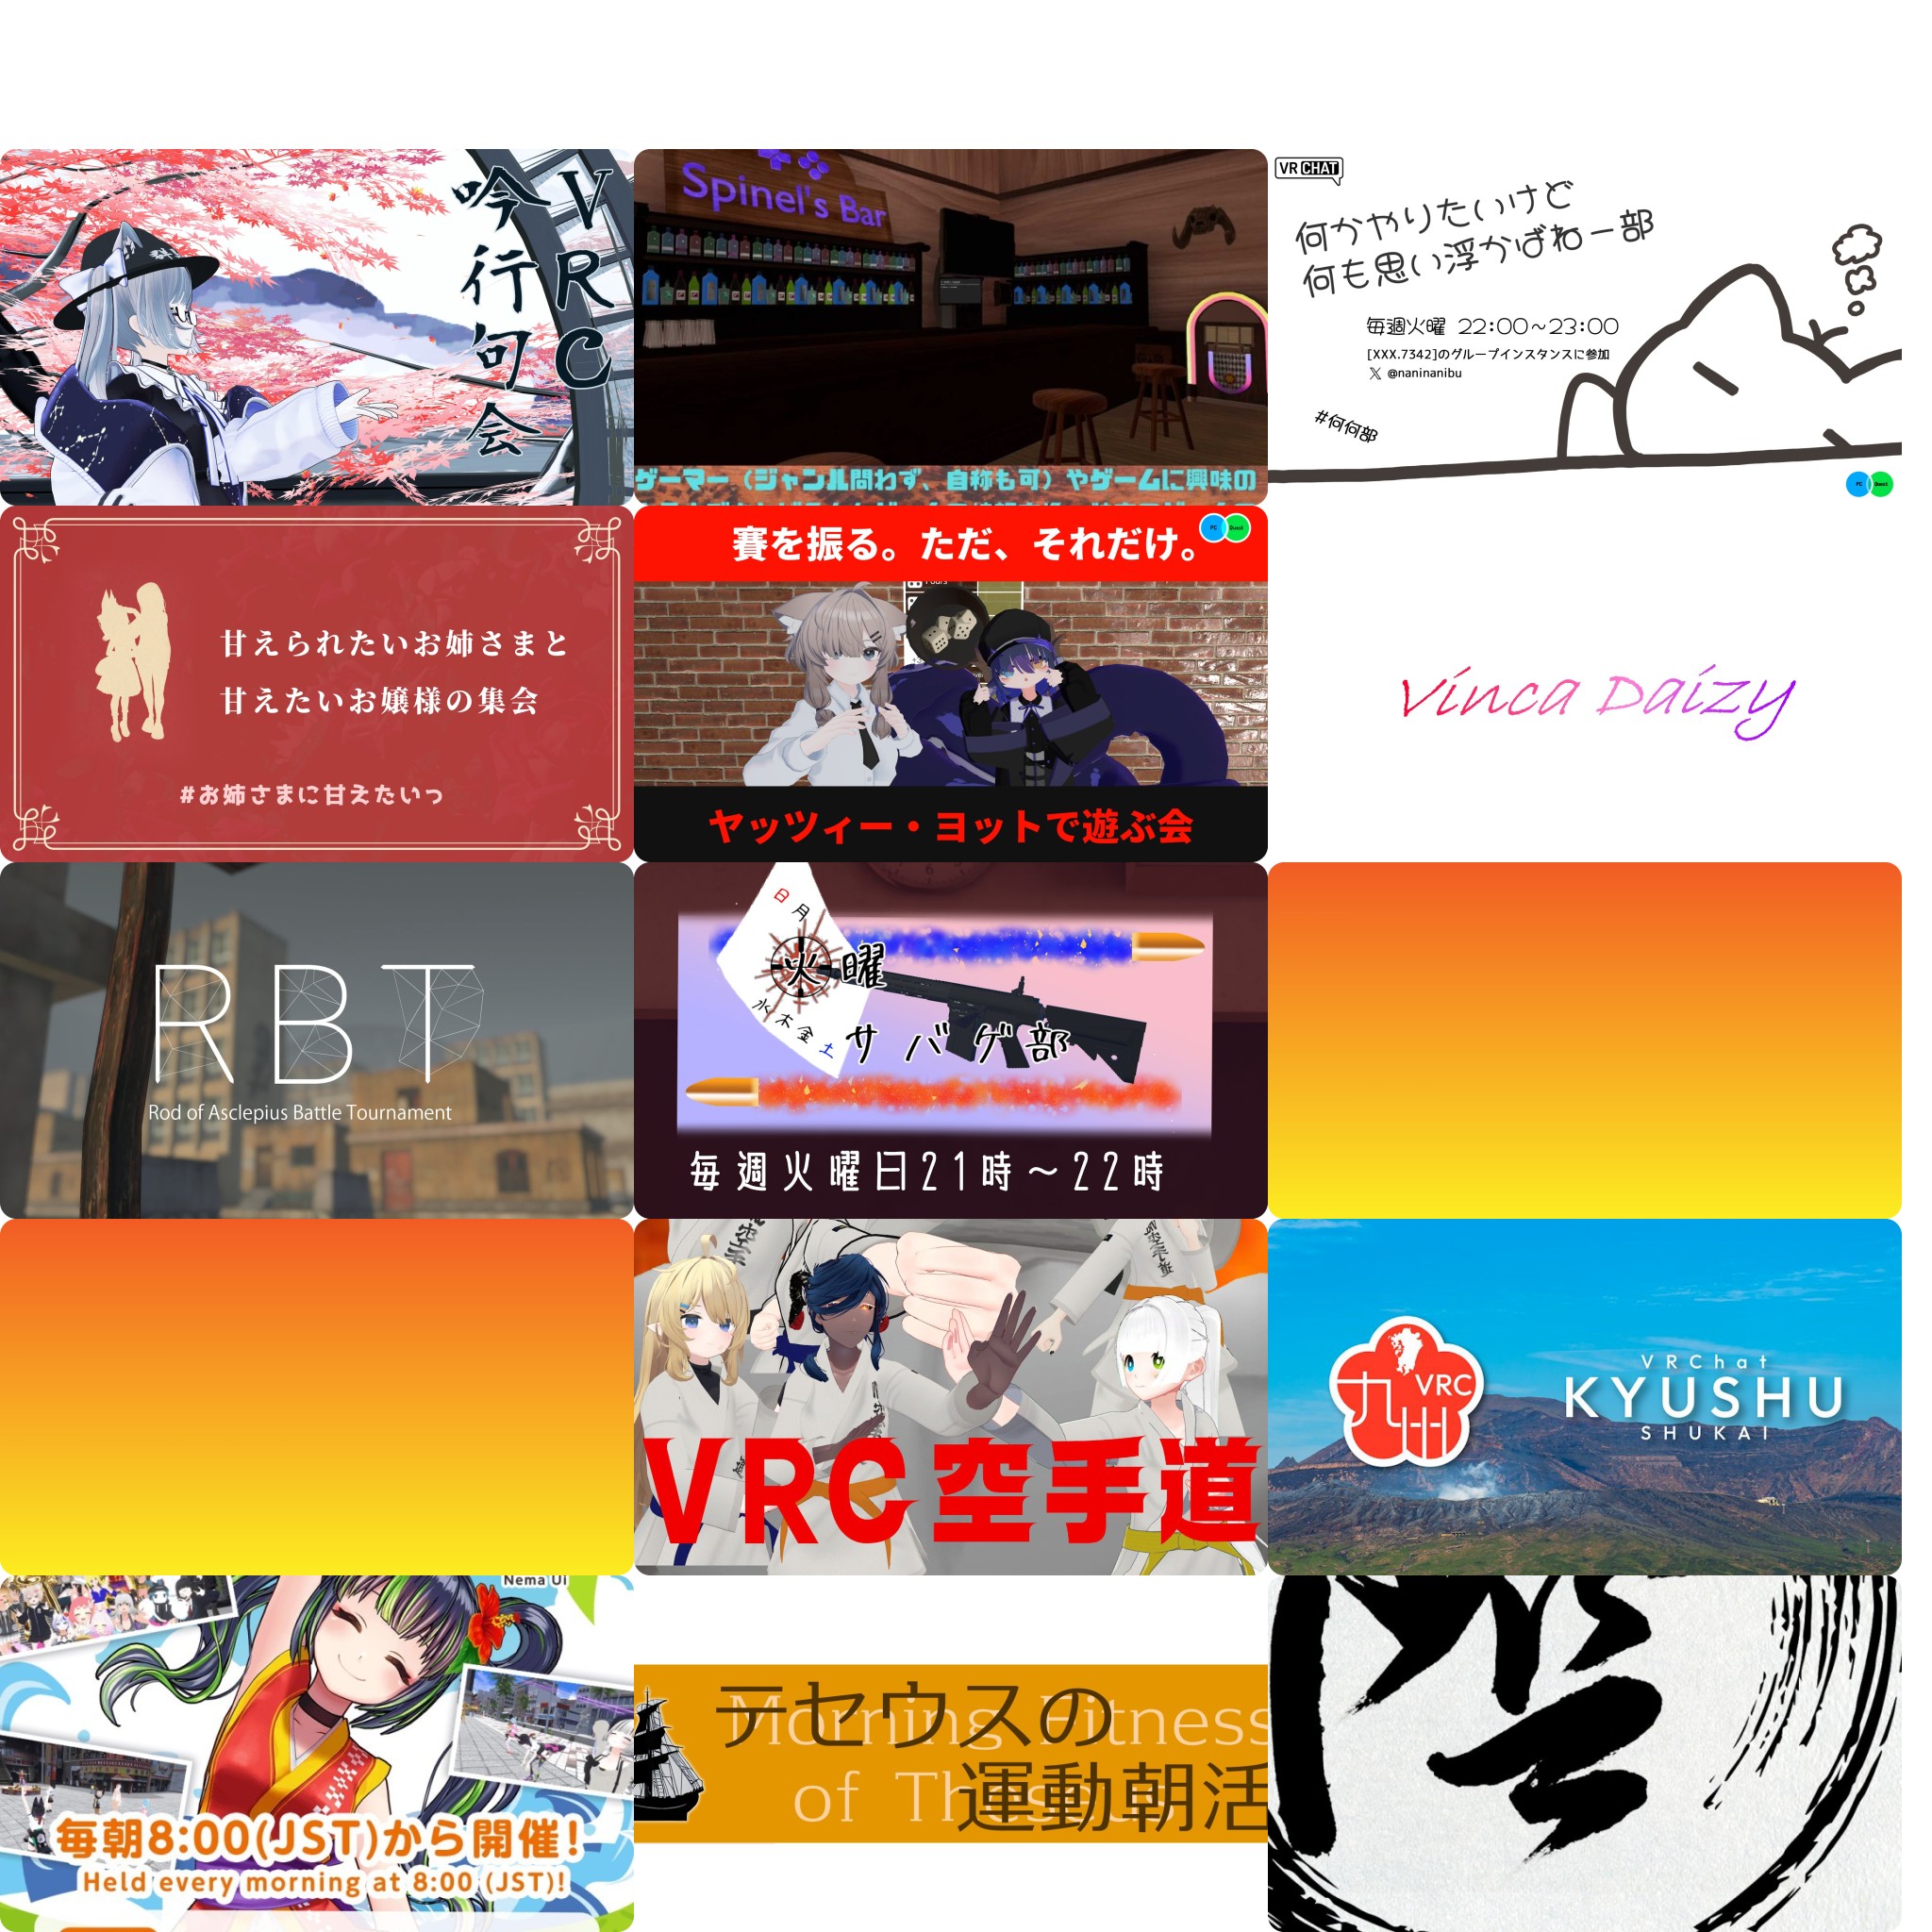 VRC
吟行句会
Spinel's Bar
ゲーマー（ジャンル問わず、自称も可）やゲームに興味の
VRCHAT
何かやりたいけど
何も思い浮かばねー部
毎週火曜 22:00～23:00
[XXX.7342]のグループインスタンスに参加
@naninanibu
#何何部
PC Quest
甘えられたいお姉さまと
甘えたいお嬢様の集会
#お姉さまに甘えたいっ
賽を振る。ただ、それだけ。
PC Quest
ヤッツィー・ヨットで遊ぶ会
Vinca Daizy
RBT
Rod of Asclepius Battle Tournament
日
月
火曜
水木金土
サバゲ部
毎週火曜日21時～22時
VRC空手道
九州
VRC
VRChat
KYUSHU
SHUKAI
Nema Ui
毎朝8:00(JST)から開催!
Held every morning at 8:00 (JST)!
テセウスの
Morning Fitness
of Theseus
運動朝活